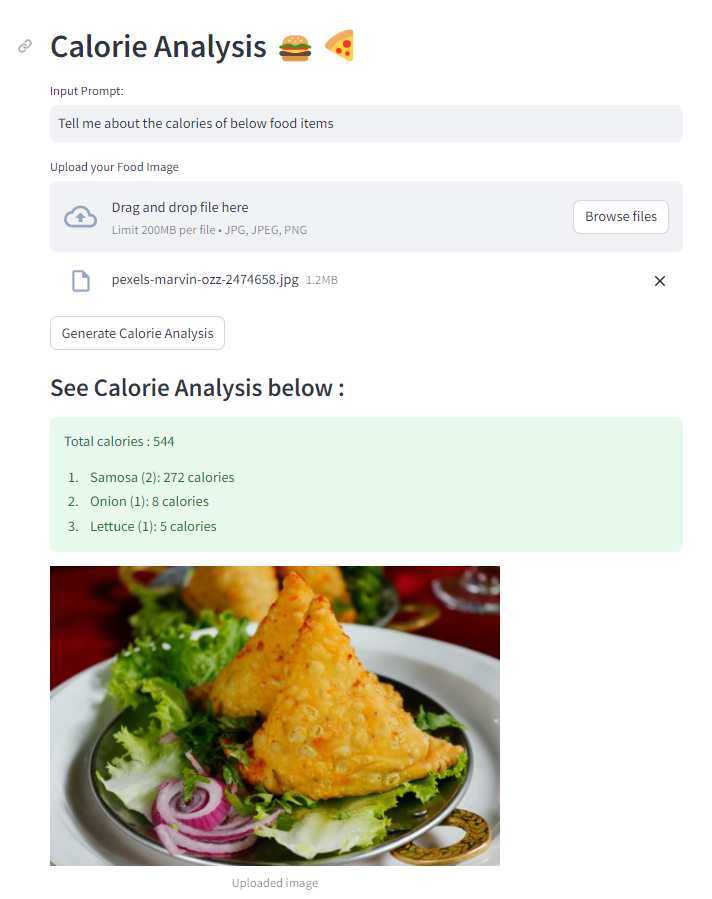 Calorie Analysis 🍔 🍕
Input Prompt:
Tell me about the calories of below food items
Upload your Food Image
Drag and drop file here
Limit 200MB per file • JPG, JPEG, PNG
Browse files
pexels-marvin-ozz-2474658.jpg 1.2MB
Generate Calorie Analysis
See Calorie Analysis below :
Total calories : 544
1. Samosa (2): 272 calories
2. Onion (1): 8 calories
3. Lettuce (1): 5 calories
Uploaded image